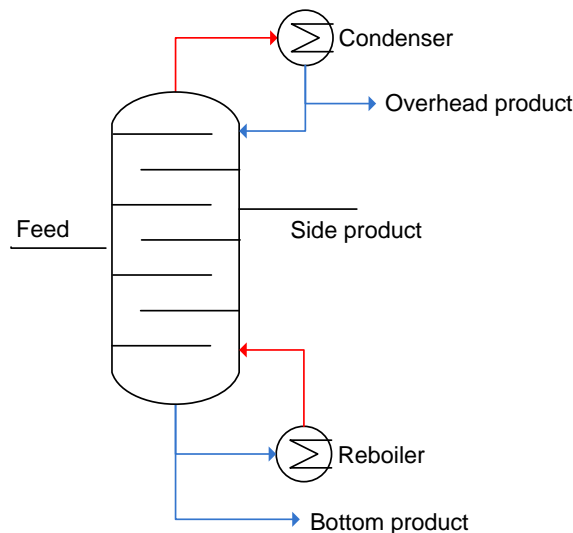 Condenser
Overhead product
Feed
Side product
Reboiler
Bottom product